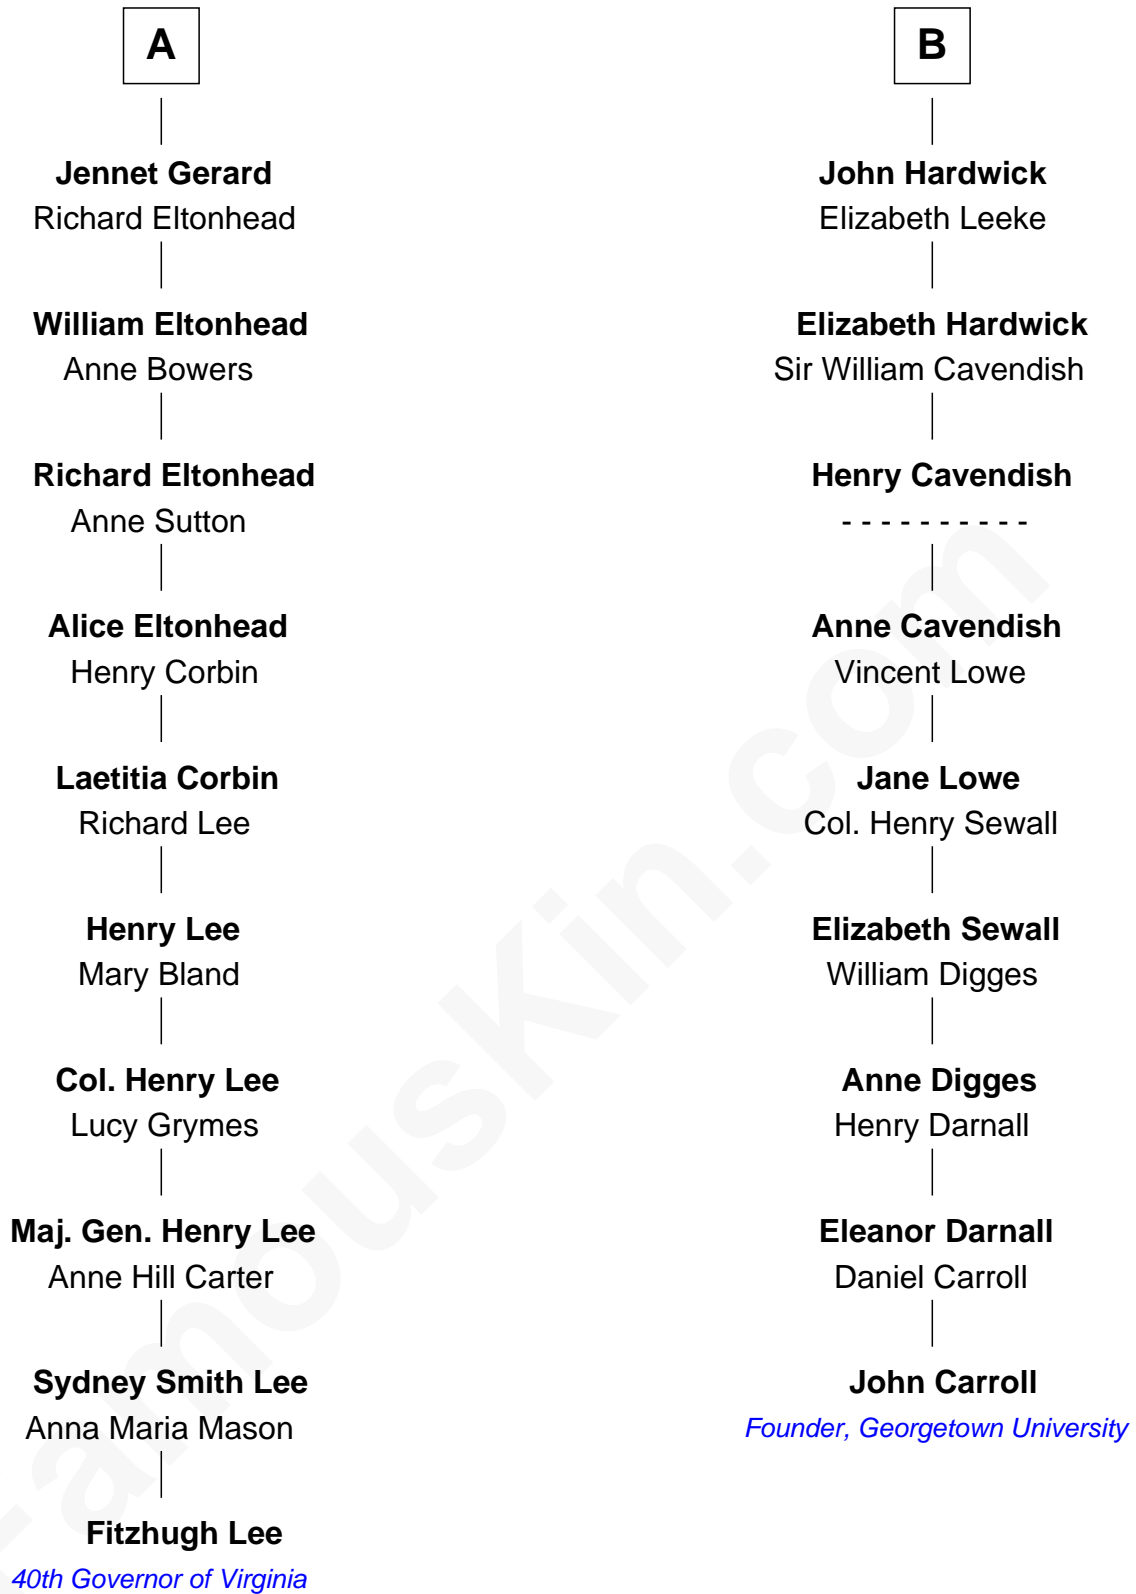 A
Jennet Gerard
Richard Eltonhead
William Eltonhead
Anne Bowers
Richard Eltonhead
Anne Sutton
Alice Eltonhead
Henry Corbin
Laetitia Corbin
Richard Lee
Henry Lee
Mary Bland
Col. Henry Lee
Lucy Grymes
Maj. Gen. Henry Lee
Anne Hill Carter
Sydney Smith Lee
Anna Maria Mason
Fitzhugh Lee
40th Governor of Virginia
B
John Hardwick
Elizabeth Leeke
Elizabeth Hardwick
Sir William Cavendish
Henry Cavendish
- - - - - - - - - -
Anne Cavendish
Vincent Lowe
Jane Lowe
Col. Henry Sewall
Elizabeth Sewall
William Digges
Anne Digges
Henry Darnall
Eleanor Darnall
Daniel Carroll
John Carroll
Founder, Georgetown University
FamousKin.com